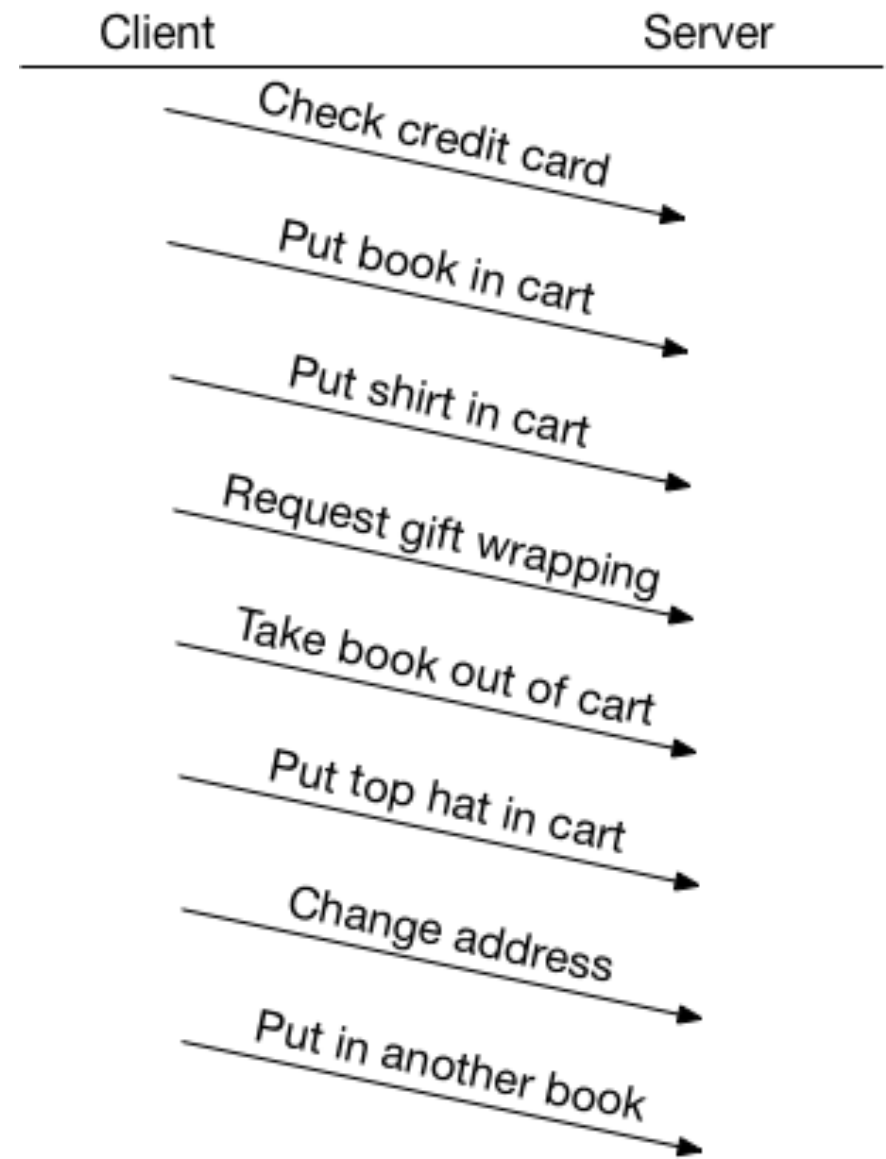 Client Server
Check credit card
Put book in cart
Put shirt in cart
Request gift wrapping
Take book out of cart
Put top hat in cart
Change address
Put in another book